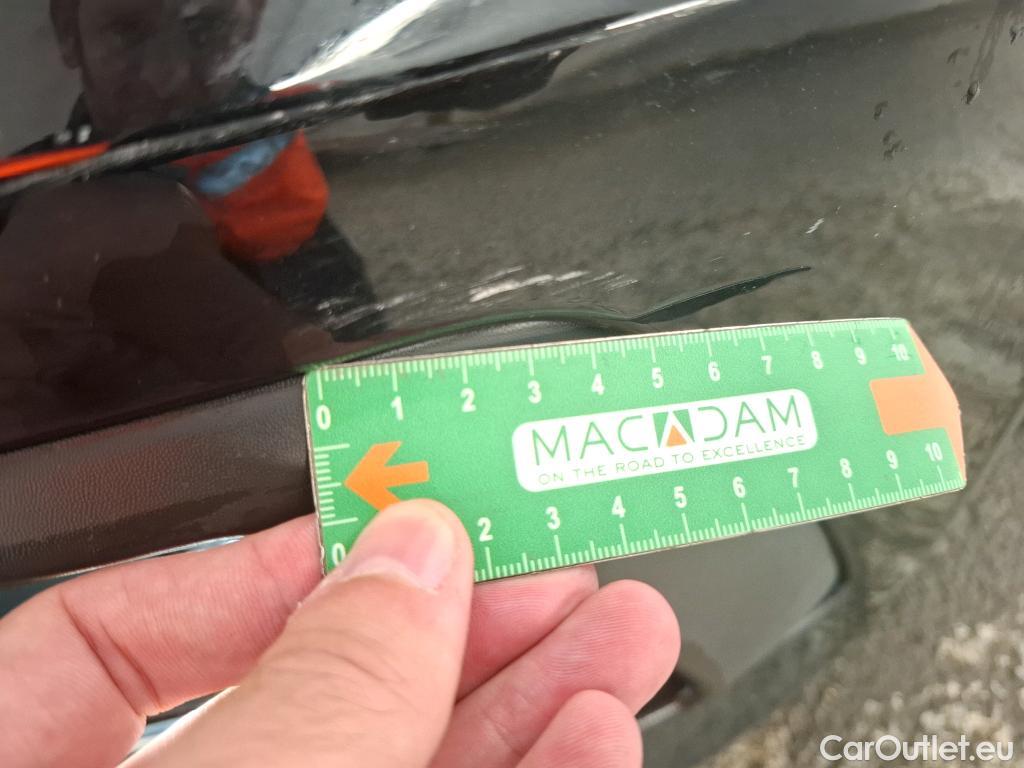 0 1 2 3 4 5 6 7 8 9 10
MACADAM
ON THE ROAD TO EXCELLENCE
0 2 3 4 5 6 7 8 9 10
CarOutlet.eu